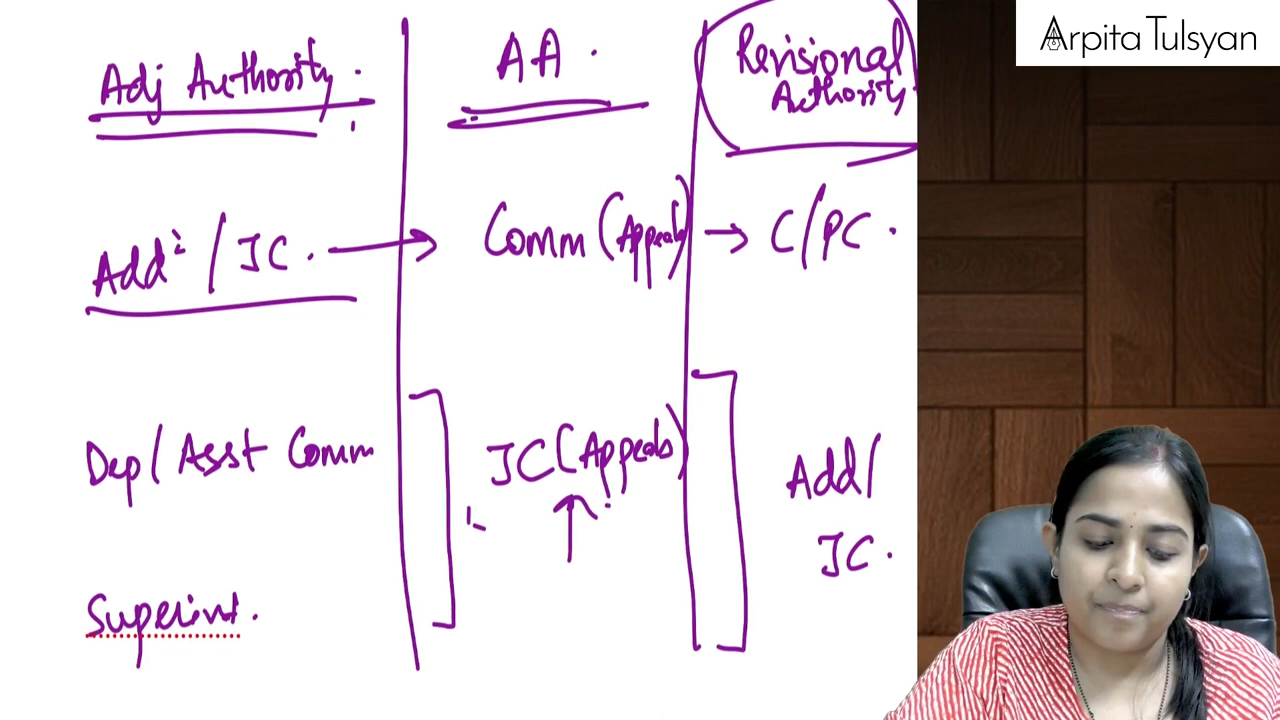 Arpita Tulsyan
Adj Authority.
AA.
Revisional
Authority.
Addl / JC.
Comm (Appeals)
C/PC.
Dep / Asst Comm
JC (Appeals)
Add/
JC.
Superint.